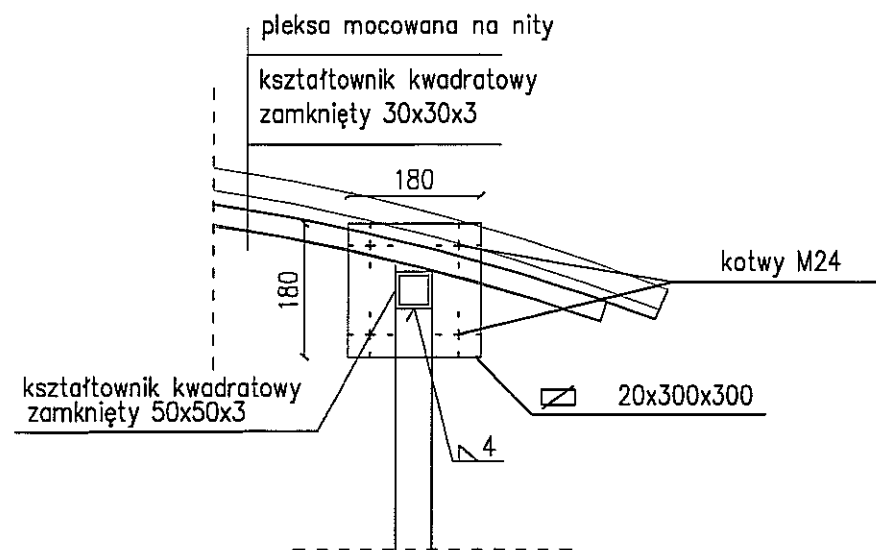 pleksa mocowana na nity
kształtownik kwadratowy
zamknięty 30x30x3
180
180
kotwy M24
kształtownik kwadratowy
zamknięty 50x50x3
20x300x300
4